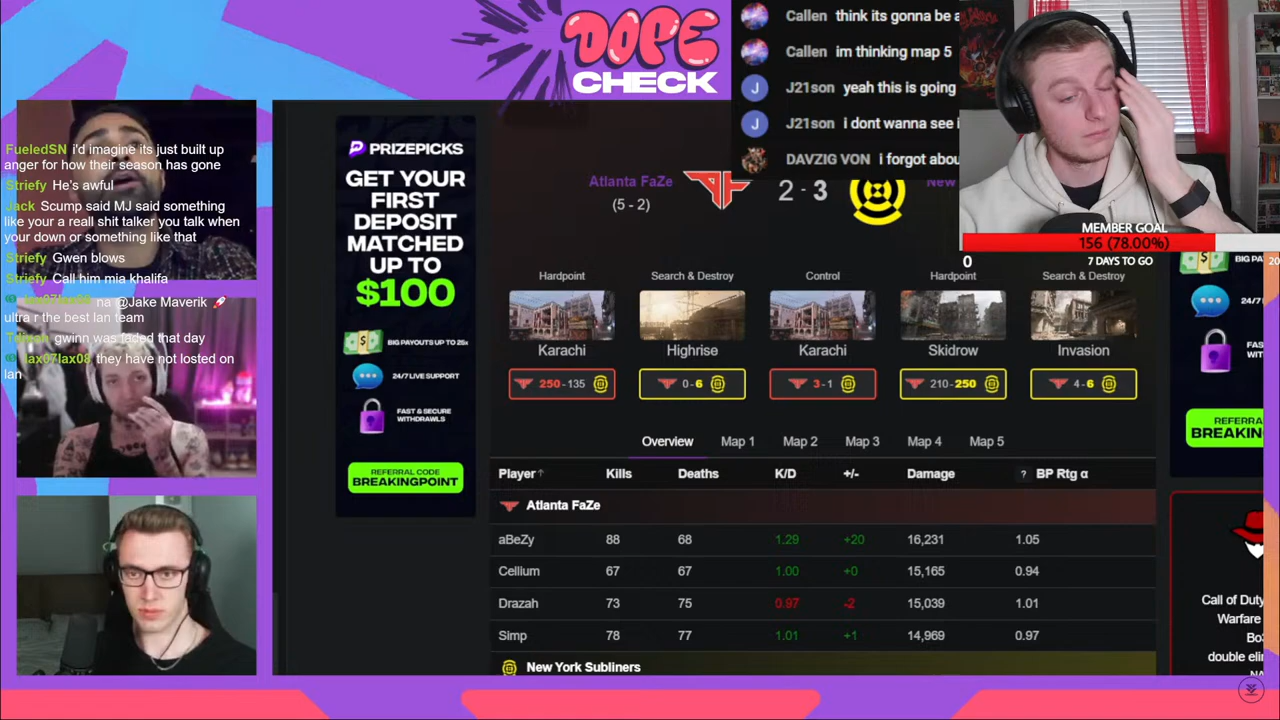 DOPE
CHECK
Callen think its gonna be a
Callen im thinking map 5
J J21son yeah this is going
J J21son i dont wanna see i
DAVZIG VON i forgot abou
FueledSN i'd imagine its just built up
anger for how their season has gone
Striefy He's awful
Jack Scump said MJ said something
like your a reall shit talker you talk when
your down or something like that
Striefy Gwen blows
Striefy Call him mia khalifa
lax07lax08 na @Jake Maverik 🚀
ultra r the best lan team
gwinn was faded that day
lax07lax08 they have not losted on
lan
PRIZEPICKS
GET YOUR
FIRST
DEPOSIT
MATCHED
UP TO
$100
BIG PAYOUTS UP TO 25x
24/7 LIVE SUPPORT
FAST & SECURE
WITHDRAWLS
REFERRAL CODE
BREAKINGPOINT
Atlanta FaZe
(5 - 2)
2 - 3
New
MEMBER GOAL
156 (78.00%)
0 7 DAYS TO GO 20
Hardpoint Search & Destroy Control Hardpoint Search & Destroy
Karachi Highrise Karachi Skidrow Invasion
250-135 0-6 3-1 210-250 4-6
Overview Map 1 Map 2 Map 3 Map 4 Map 5
Player↑ Kills Deaths K/D +/- Damage ? BP Rtg α
Atlanta FaZe
aBeZy 88 68 1.29 +20 16,231 1.05
Cellium 67 67 1.00 +0 15,165 0.94
Drazah 73 75 0.97 -2 15,039 1.01
Simp 78 77 1.01 +1 14,969 0.97
New York Subliners
BIG PA
24/7
FA
WI
REFERRA
BREAKIN
Call of Duty
Warfare
Bo
double eli